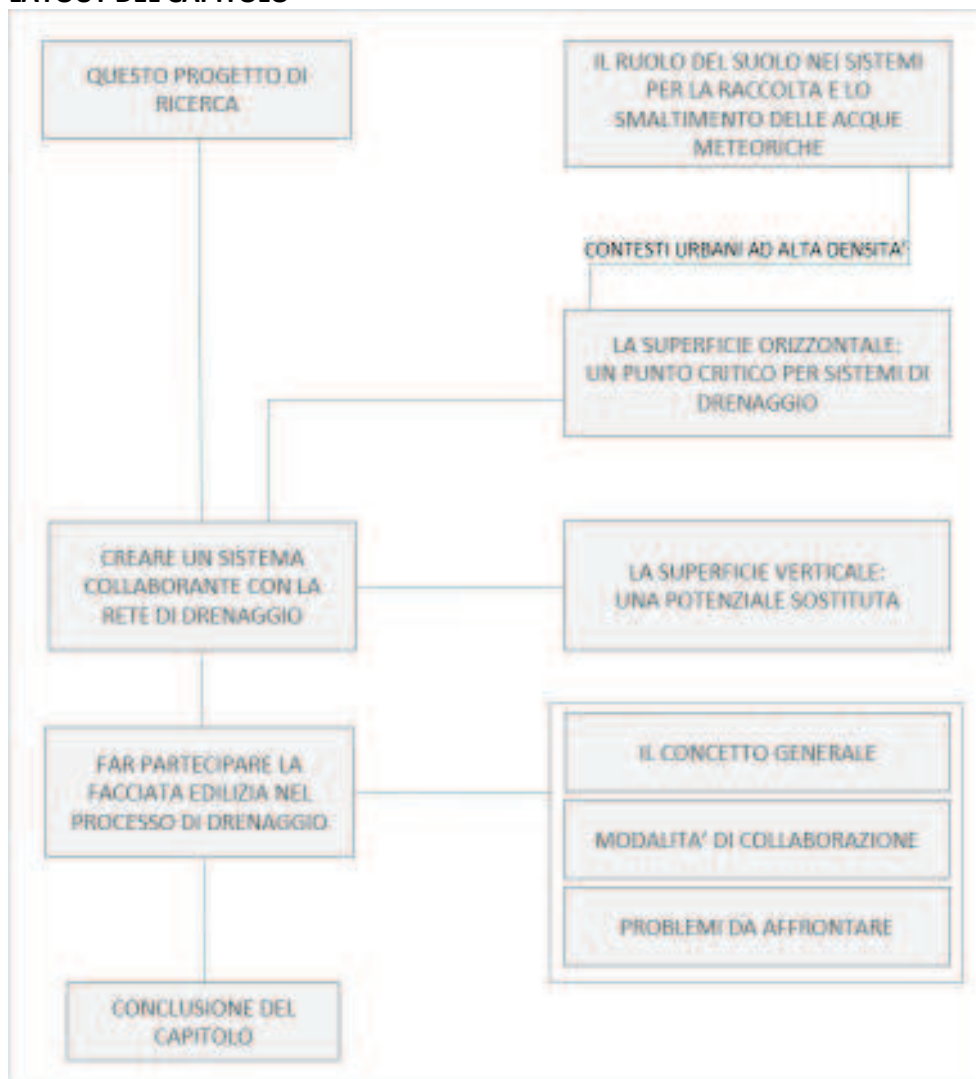 LAYOUT DEL CAPITOLO
QUESTO PROGETTO DI
RICERCA
IL RUOLO DEL SUOLO NEI SISTEMI
PER LA RACCOLTA E LO
SMALTIMENTO DELLE ACQUE
METEORICHE
CONTESTI URBANI AD ALTA DENSITA'
LA SUPERFICIE ORIZZONTALE:
UN PUNTO CRITICO PER SISTEMI DI
DRENAGGIO
CREARE UN SISTEMA
COLLABORANTE CON LA
RETE DI DRENAGGIO
LA SUPERFICIE VERTICALE:
UNA POTENZIALE SOSTITUTA
FAR PARTECIPARE LA
FACCIATA EDILIZIA NEL
PROCESSO DI DRENAGGIO
IL CONCETTO GENERALE
MODALITA' DI COLLABORAZIONE
PROBLEMI DA AFFRONTARE
CONCLUSIONE DEL
CAPITOLO